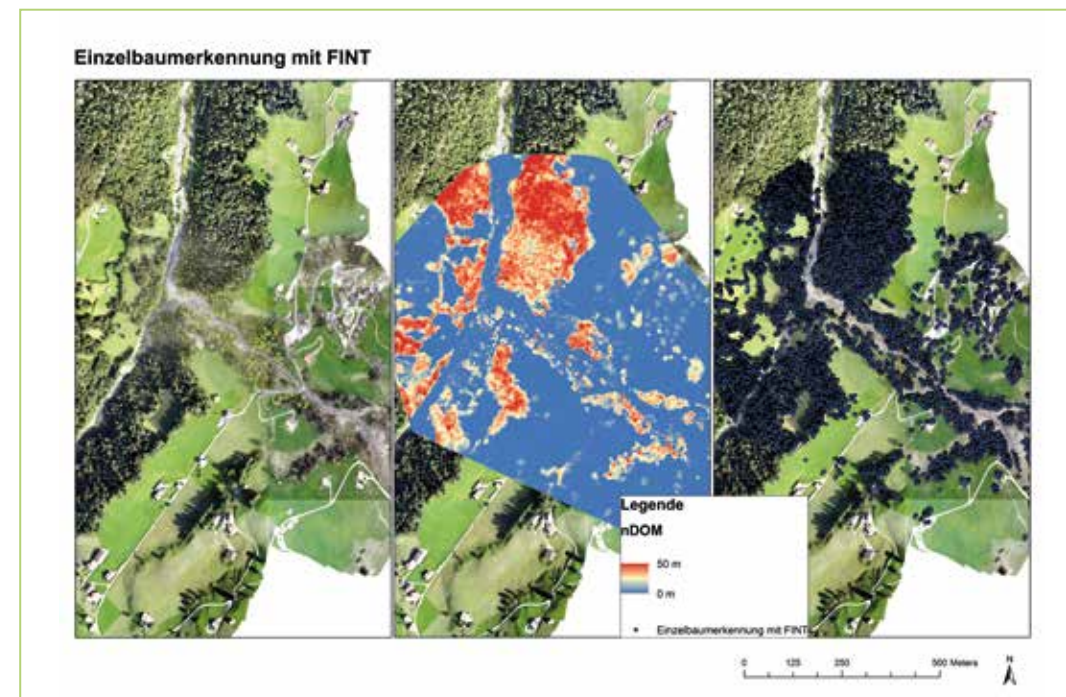 Einzelbaumerkennung mit FINT
Legende
nDOM
50 m
0 m
Einzelbaumerkennung mit FINT
0 125 250 500 Meters
N